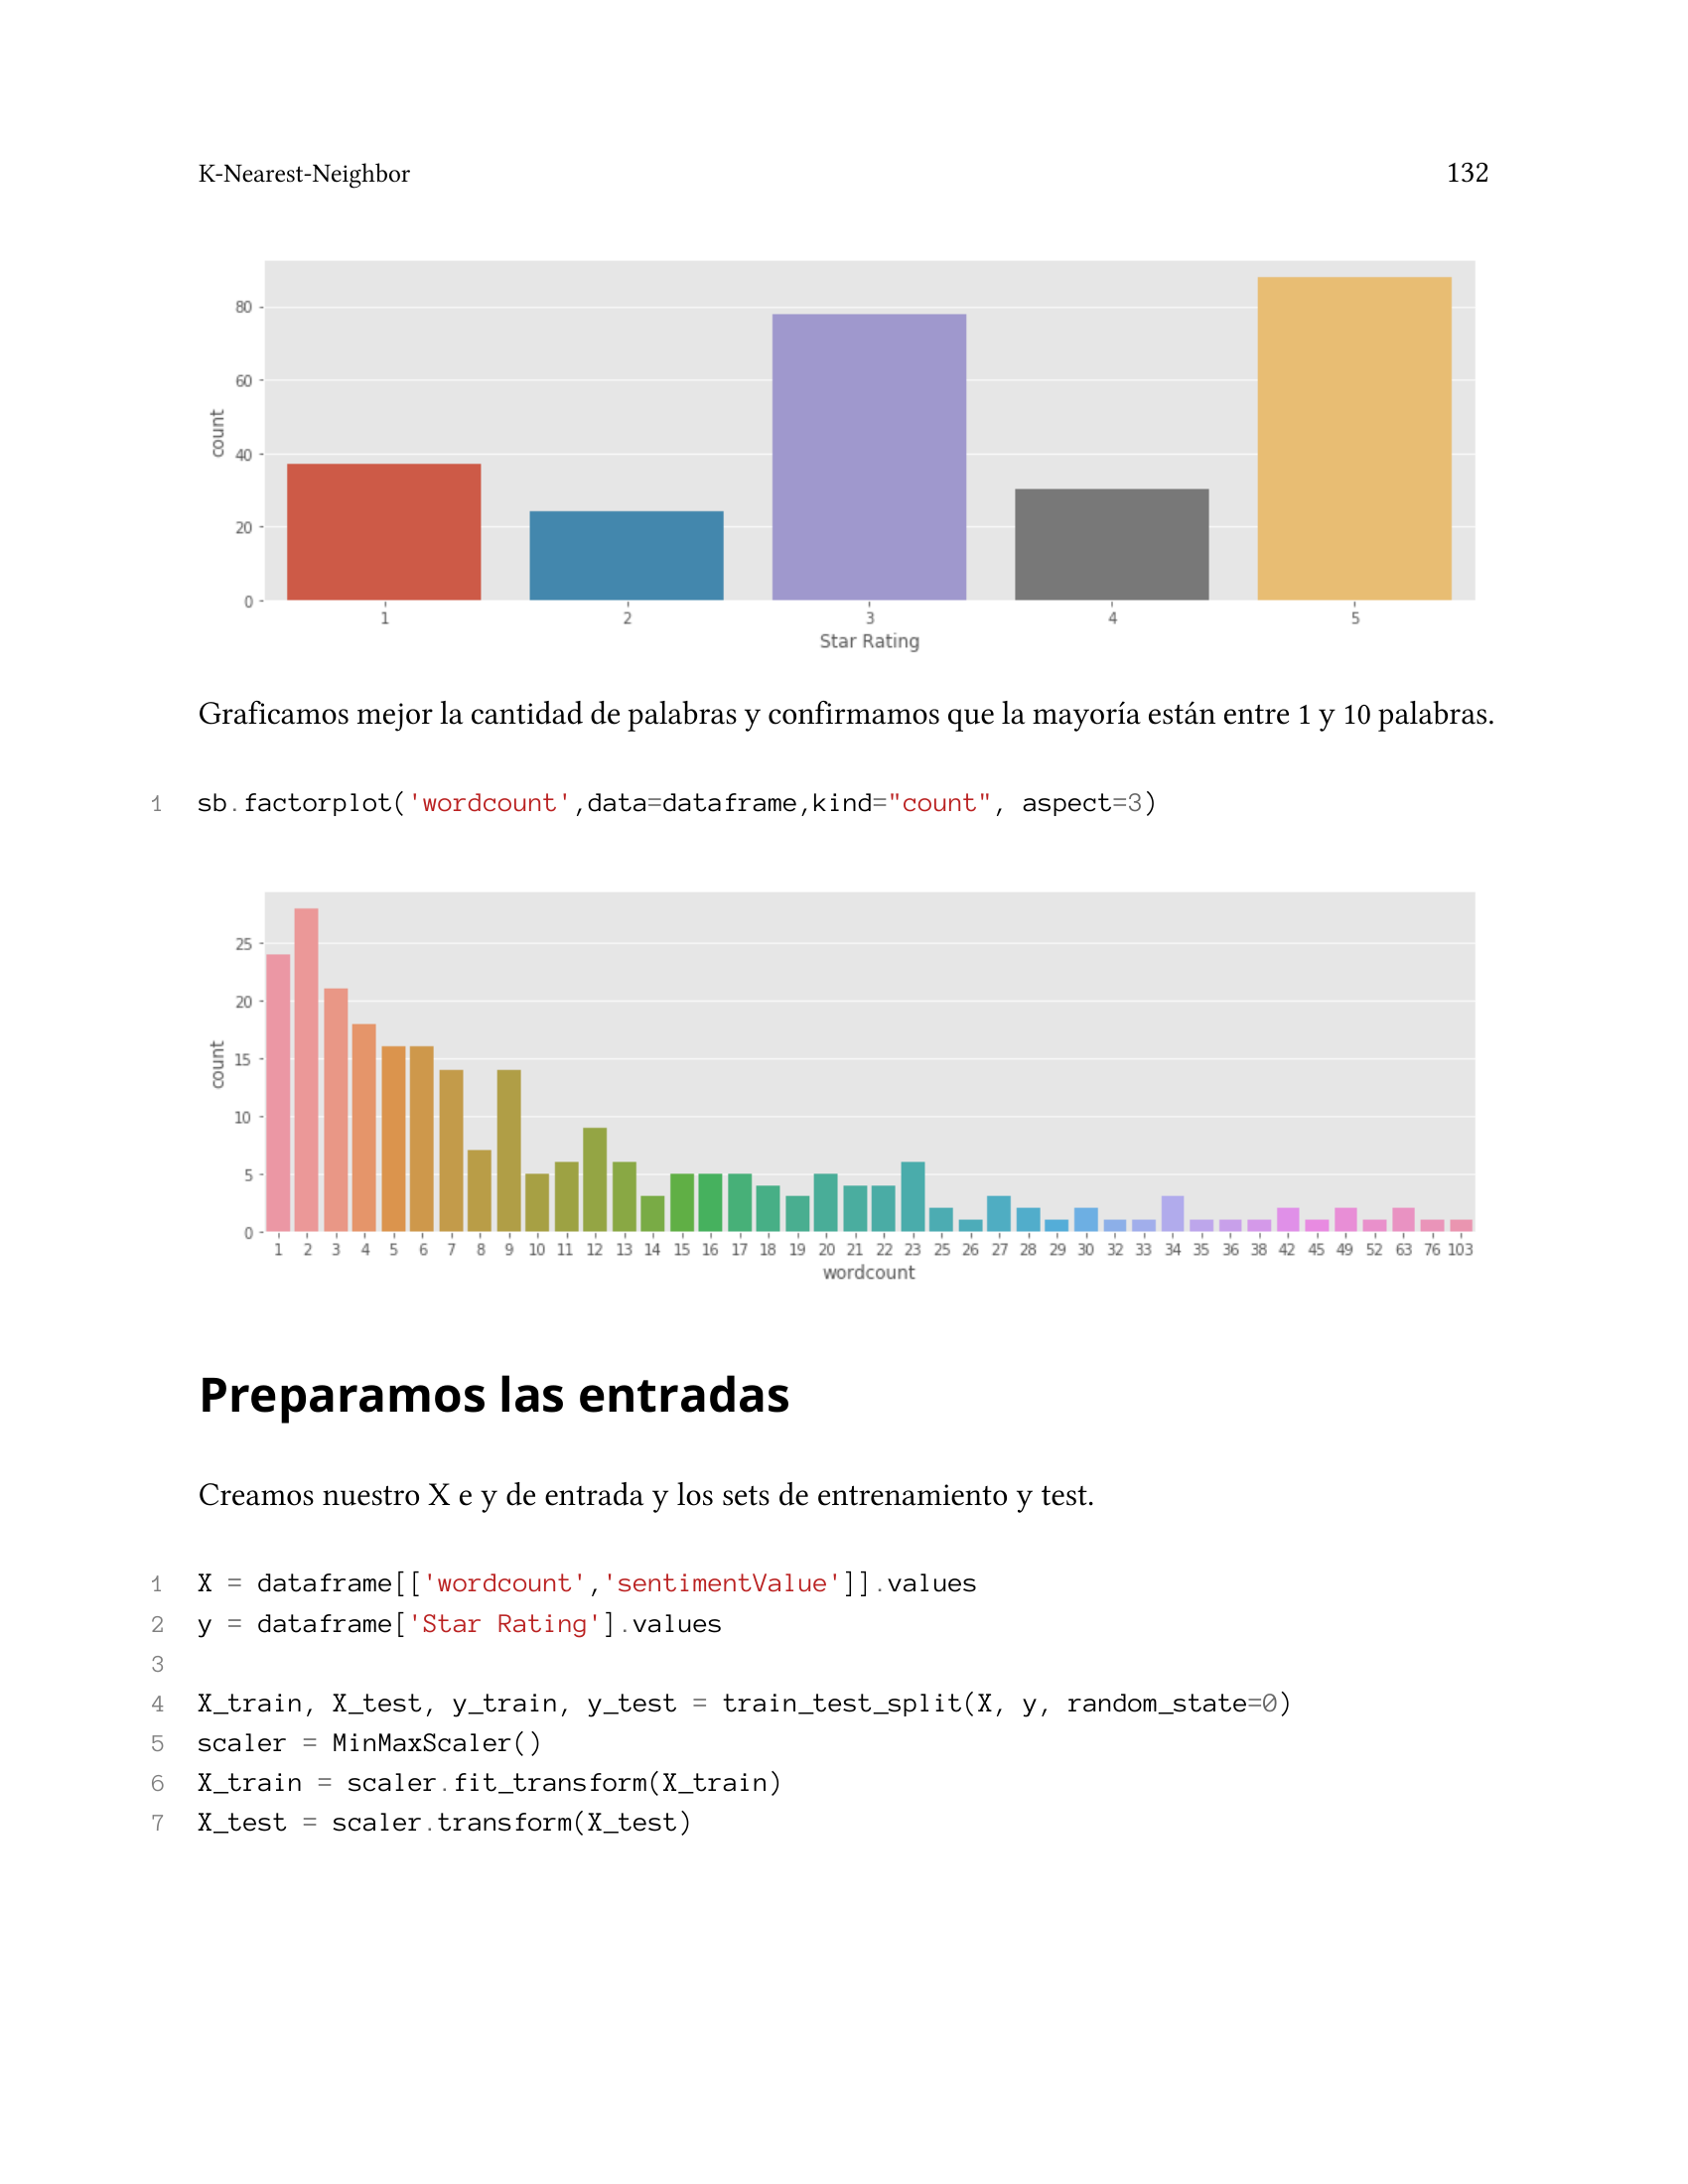 K-Nearest-Neighbor 132
80
60
40
20
0
count
1 2 3 4 5
Star Rating
Graficamos mejor la cantidad de palabras y confirmamos que la mayoría están entre 1 y 10 palabras.
1 sb.factorplot('wordcount',data=dataframe,kind="count", aspect=3)
25
20
15
10
5
0
count
1 2 3 4 5 6 7 8 9 10 11 12 13 14 15 16 17 18 19 20 21 22 23 25 26 27 28 29 30 32 33 34 35 36 38 42 45 49 52 63 76 103
wordcount
Preparamos las entradas
Creamos nuestro X e y de entrada y los sets de entrenamiento y test.
1 X = dataframe[['wordcount','sentimentValue']].values
2 y = dataframe['Star Rating'].values
3
4 X_train, X_test, y_train, y_test = train_test_split(X, y, random_state=0)
5 scaler = MinMaxScaler()
6 X_train = scaler.fit_transform(X_train)
7 X_test = scaler.transform(X_test)